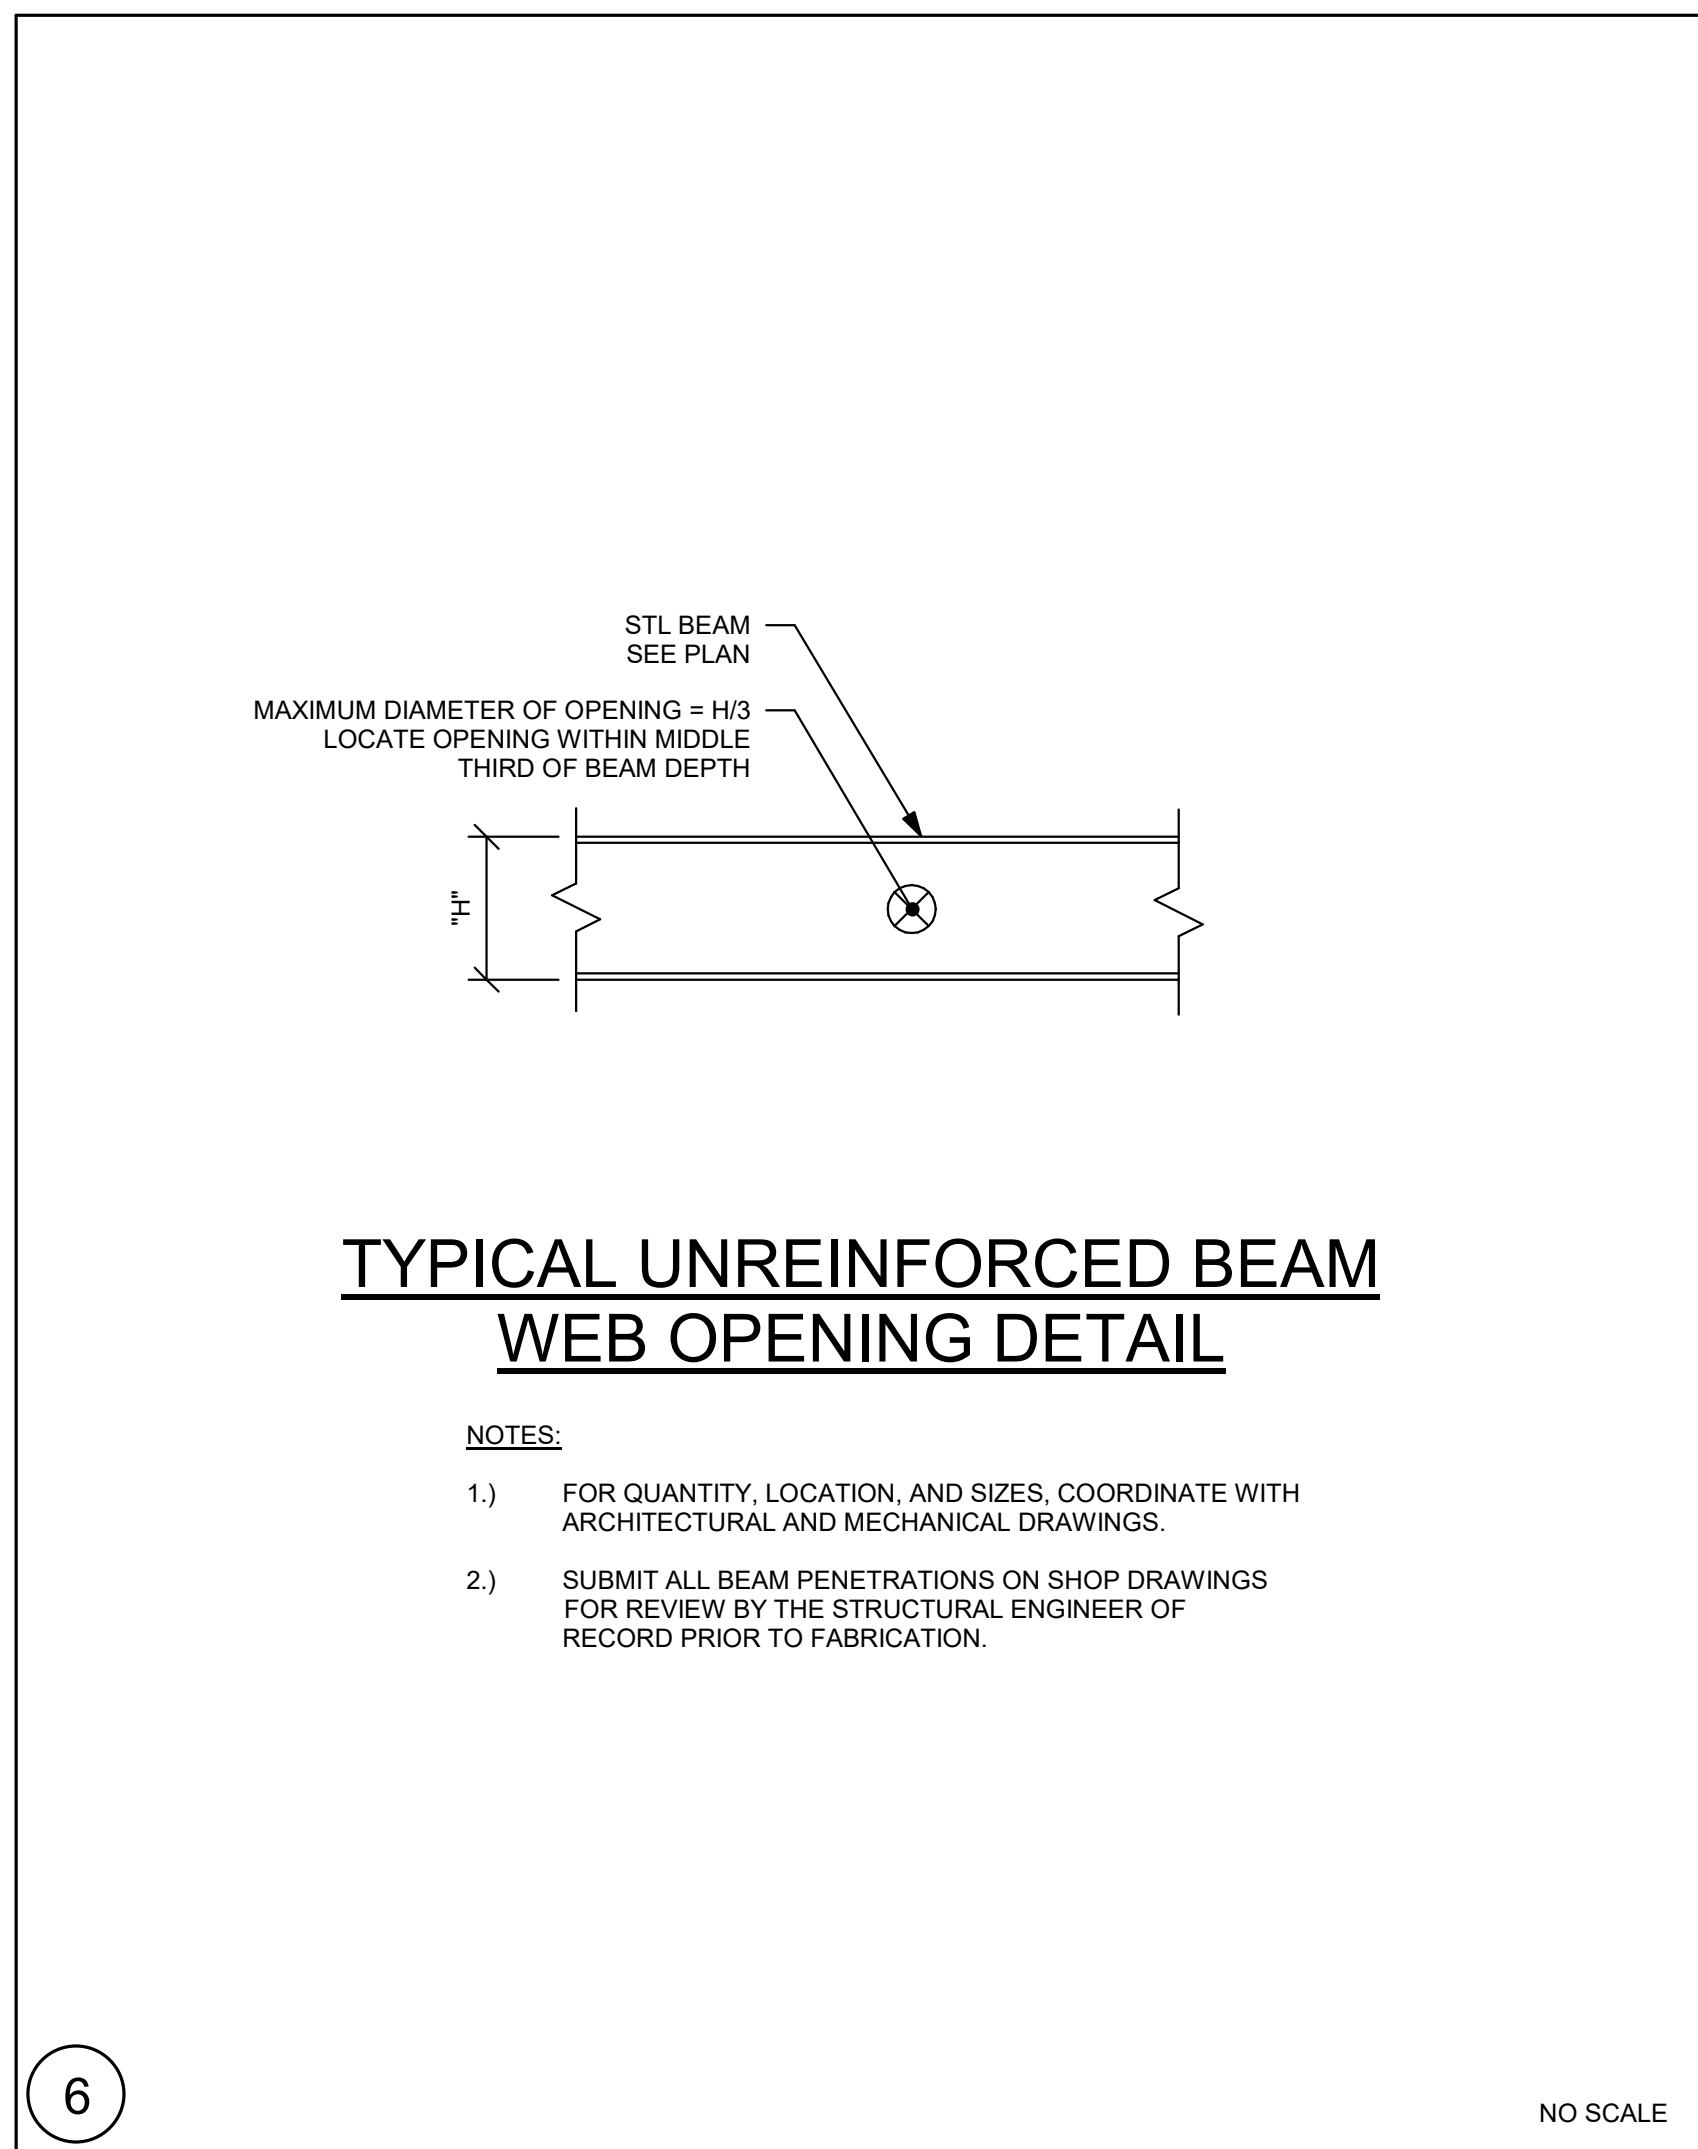 STL BEAM
SEE PLAN
MAXIMUM DIAMETER OF OPENING = H/3
LOCATE OPENING WITHIN MIDDLE
THIRD OF BEAM DEPTH
"H"
TYPICAL UNREINFORCED BEAM
WEB OPENING DETAIL
NOTES:
1.) FOR QUANTITY, LOCATION, AND SIZES, COORDINATE WITH
ARCHITECTURAL AND MECHANICAL DRAWINGS.
2.) SUBMIT ALL BEAM PENETRATIONS ON SHOP DRAWINGS
FOR REVIEW BY THE STRUCTURAL ENGINEER OF
RECORD PRIOR TO FABRICATION.
6
NO SCALE